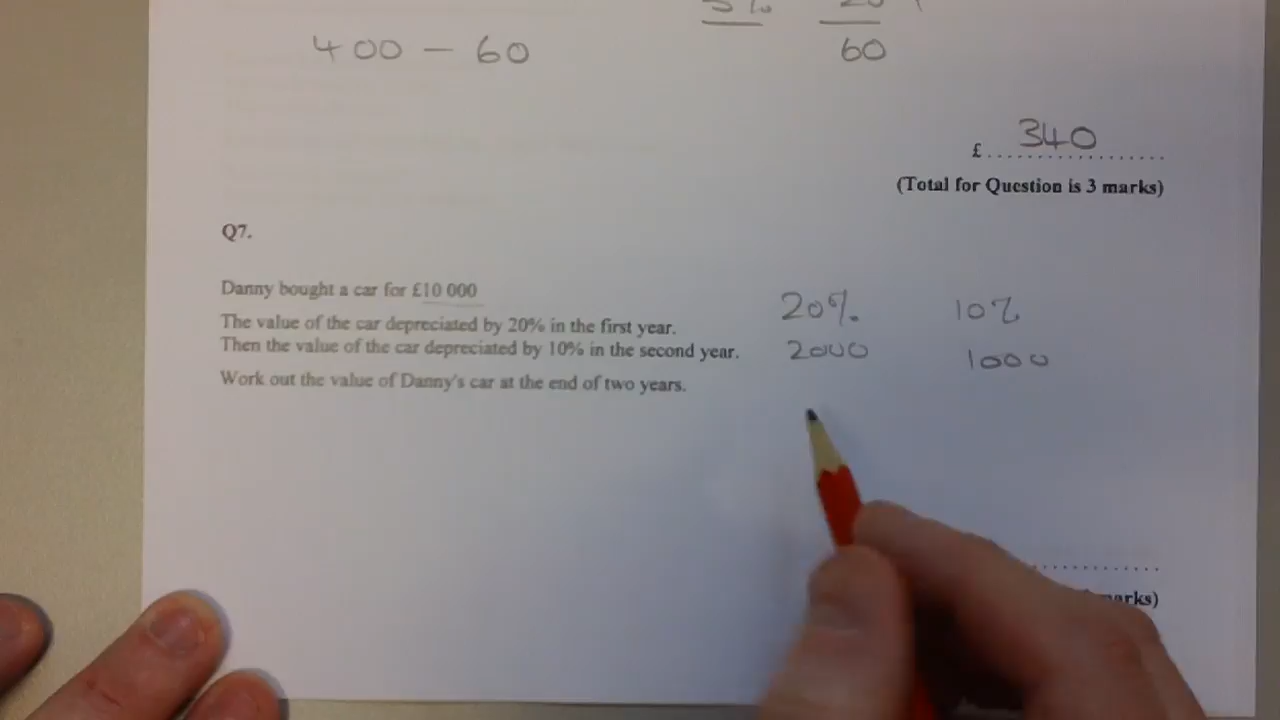 400 - 60
60
340
£....................
(Total for Question is 3 marks)
Q7.
Danny bought a car for £10 000
The value of the car depreciated by 20% in the first year.
Then the value of the car depreciated by 10% in the second year.
Work out the value of Danny's car at the end of two years.
20% 10%
2000 1000
marks)